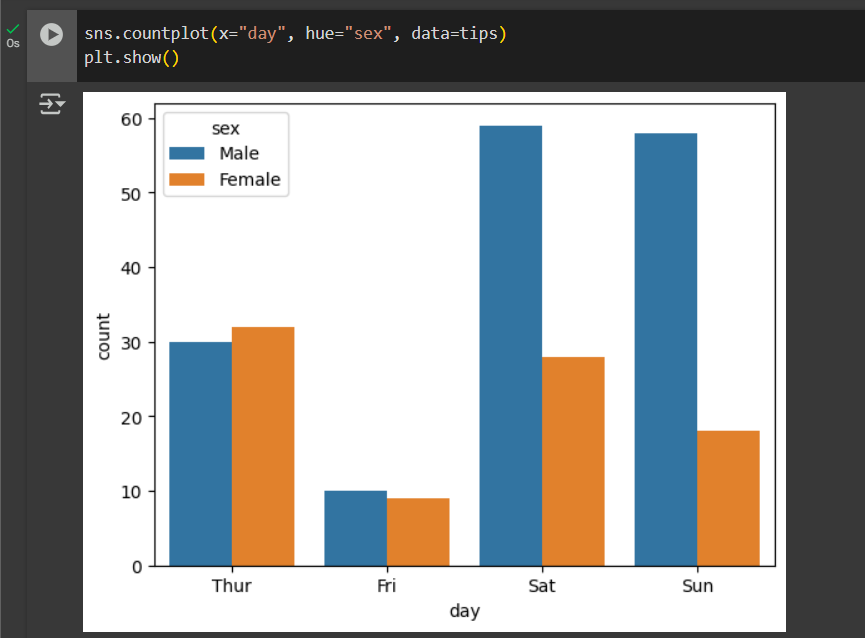 sns.countplot(x="day", hue="sex", data=tips)
plt.show()
0s
sex
Male
Female
60
50
40
30
20
10
0
count
Thur Fri Sat Sun
day